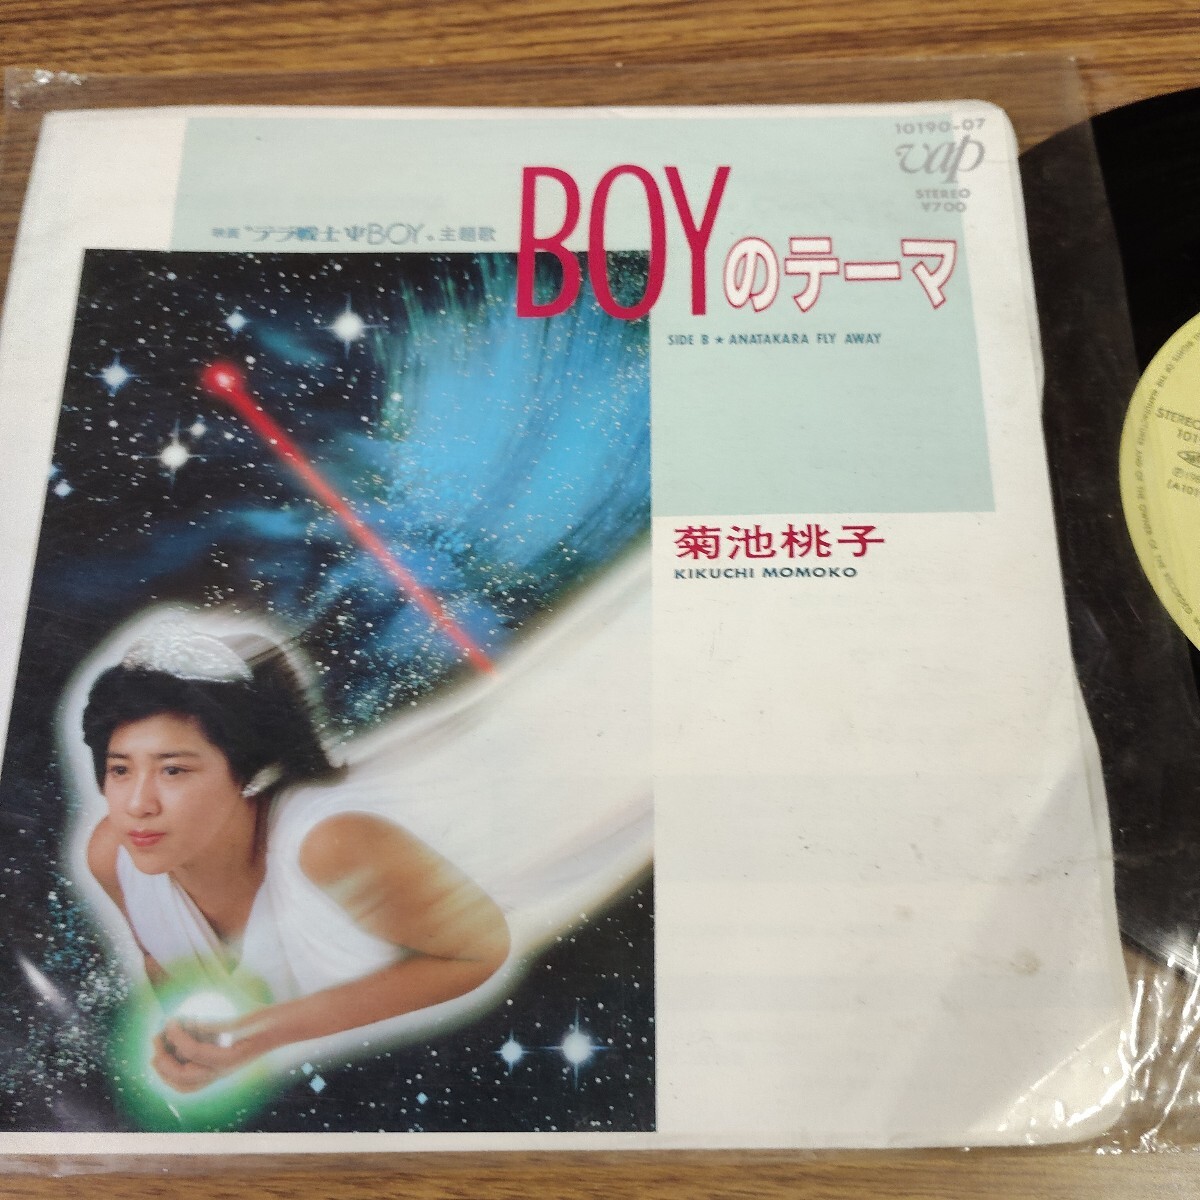 10190-07
vap
STEREO
¥700
映画“テラ戦士ΨBOY”主題歌
BOYのテーマ
SIDE B ★ ANATAKARA FLY AWAY
菊池桃子
KIKUCHI MOMOKO
STEREO